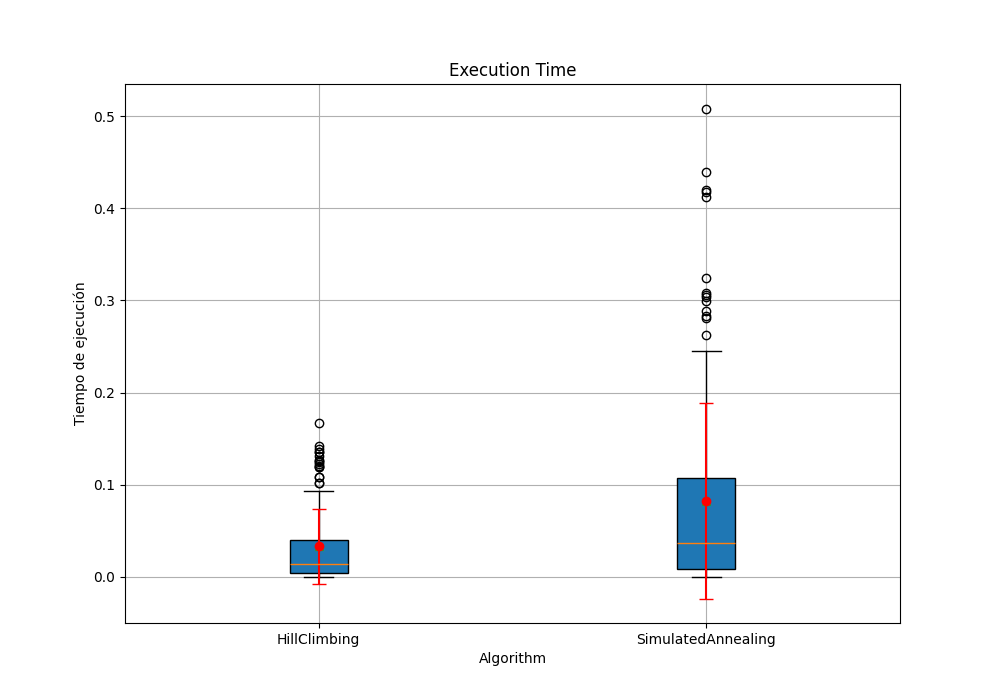 Execution Time
0.5
0.4
0.3
0.2
0.1
0.0
Tiempo de ejecución
HillClimbing
SimulatedAnnealing
Algorithm